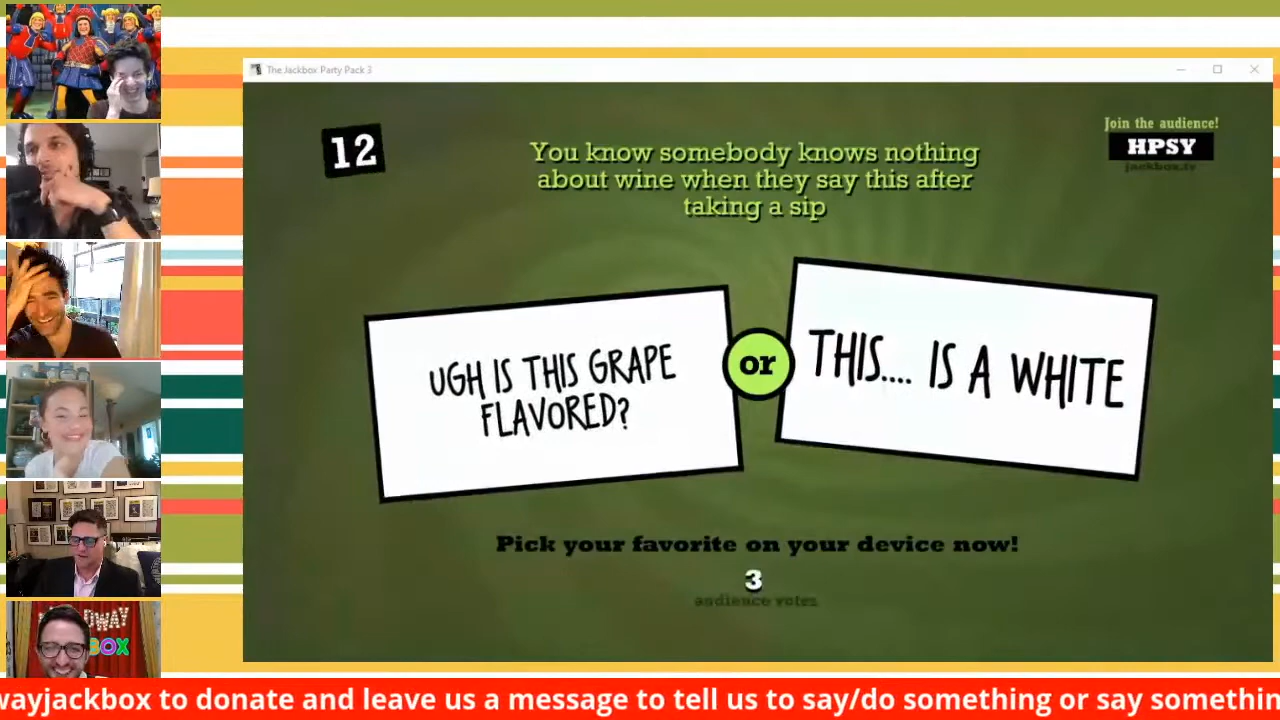 The Jackbox Party Pack 3
12
You know somebody knows nothing
about wine when they say this after
taking a sip
Join the audience!
HPSY
jackbox.tv
UGH IS THIS GRAPE
FLAVORED?
or
THIS.... IS A WHITE
Pick your favorite on your device now!
3
audience votes
WAY
BOX
wayjackbox to donate and leave us a message to tell us to say/do something or say somethin